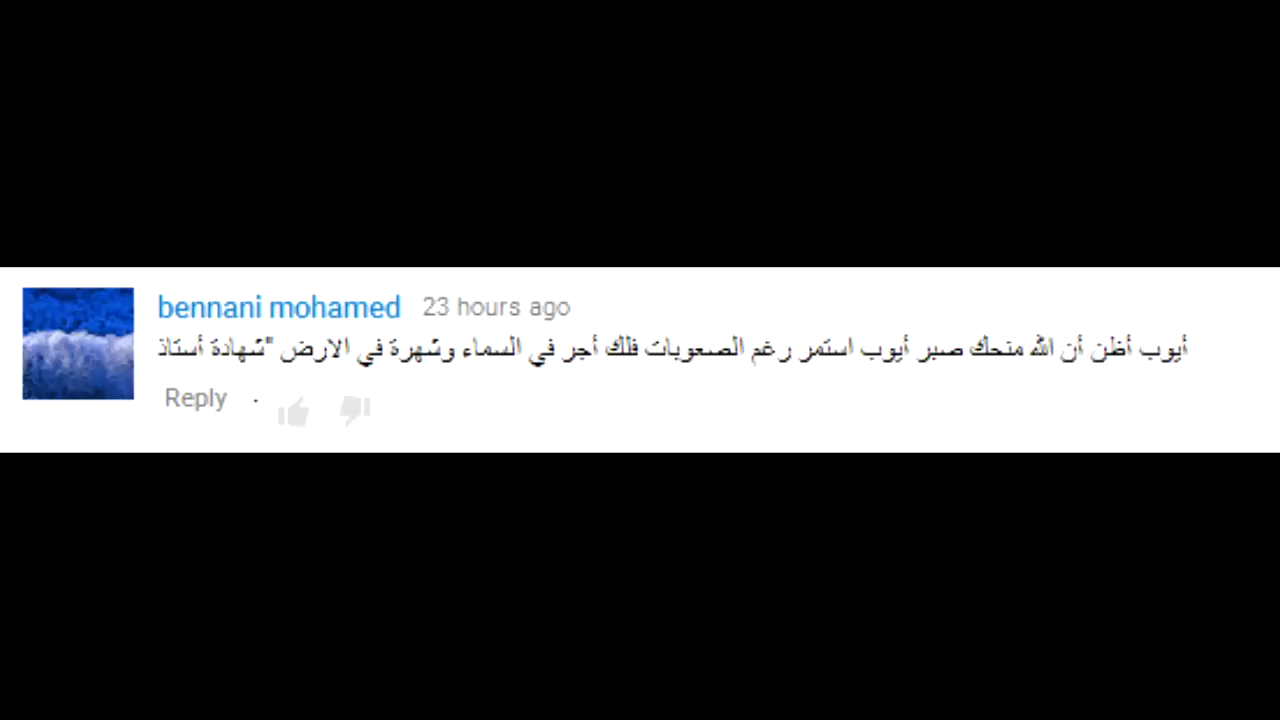 bennani mohamed 23 hours ago
أيوب أظن أن الله منحك صبر أيوب استمر رغم الصعوبات فلك أجر في السماء وشهرة في الارض "شهادة أستاذ
Reply ·